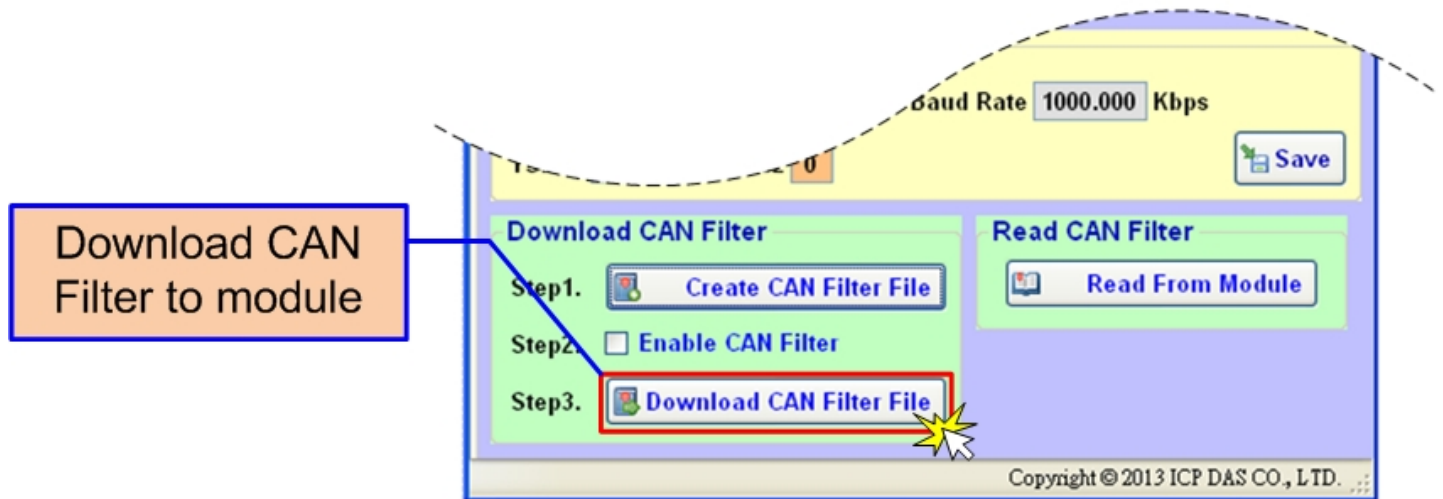 Baud Rate 1000.000 Kbps
0
Save
Download CAN
Filter to module
Download CAN Filter
Step1. Create CAN Filter File
Step2. Enable CAN Filter
Step3. Download CAN Filter File
Read CAN Filter
Read From Module
Copyright © 2013 ICP DAS CO., LTD.